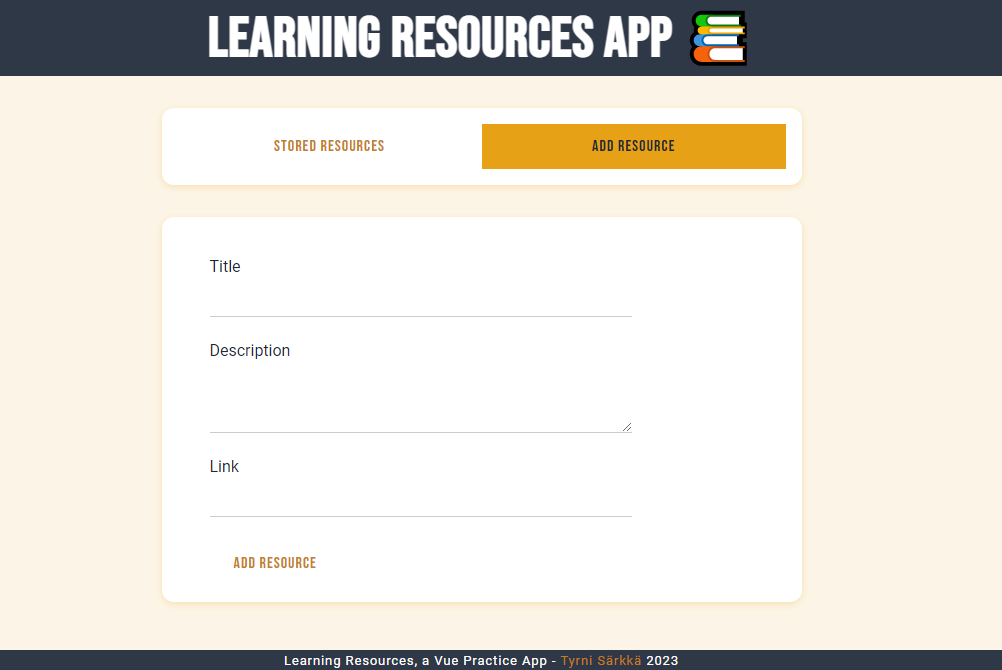 LEARNING RESOURCES APP
STORED RESOURCES
ADD RESOURCE
Title
Description
Link
ADD RESOURCE
Learning Resources, a Vue Practice App - Tyrni Särkkä 2023